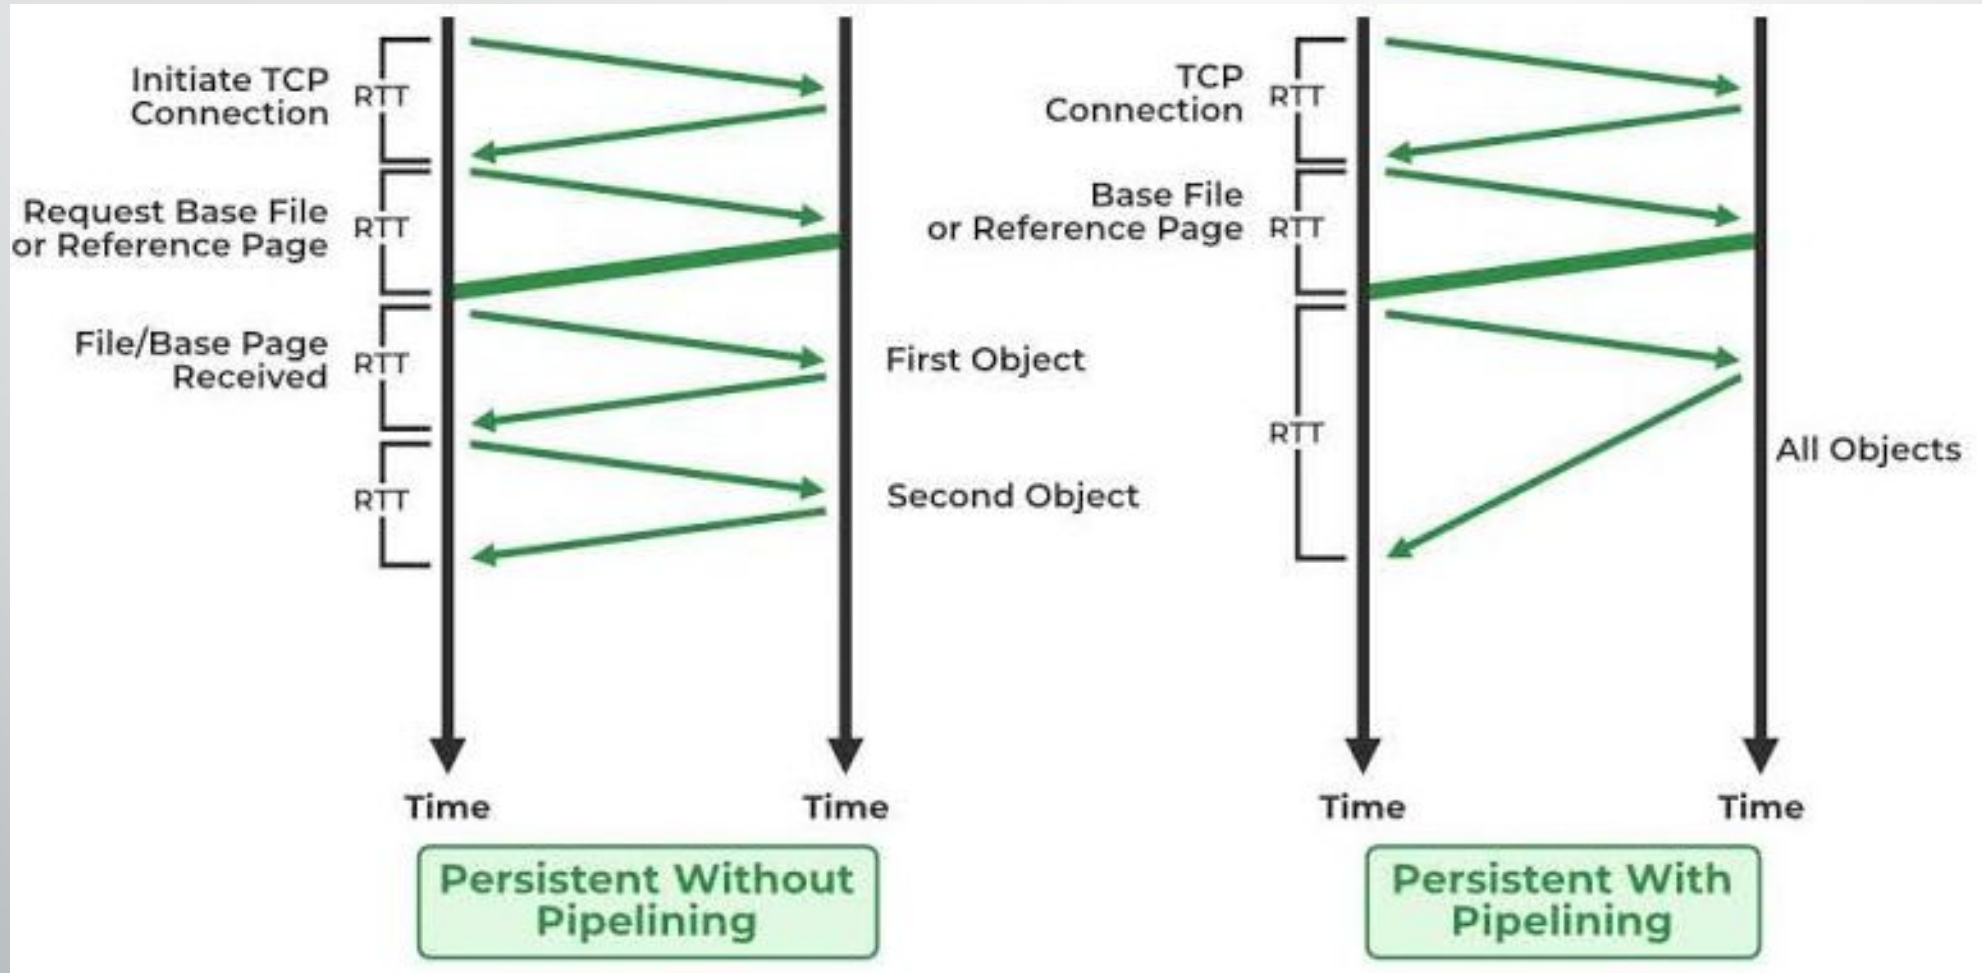 Initiate TCP
Connection
RTT
Request Base File
or Reference Page
RTT
File/Base Page
Received
RTT
First Object
RTT
Second Object
Time
Time
Persistent Without
Pipelining
TCP
Connection
RTT
Base File
or Reference Page
RTT
RTT
All Objects
Time
Time
Persistent With
Pipelining